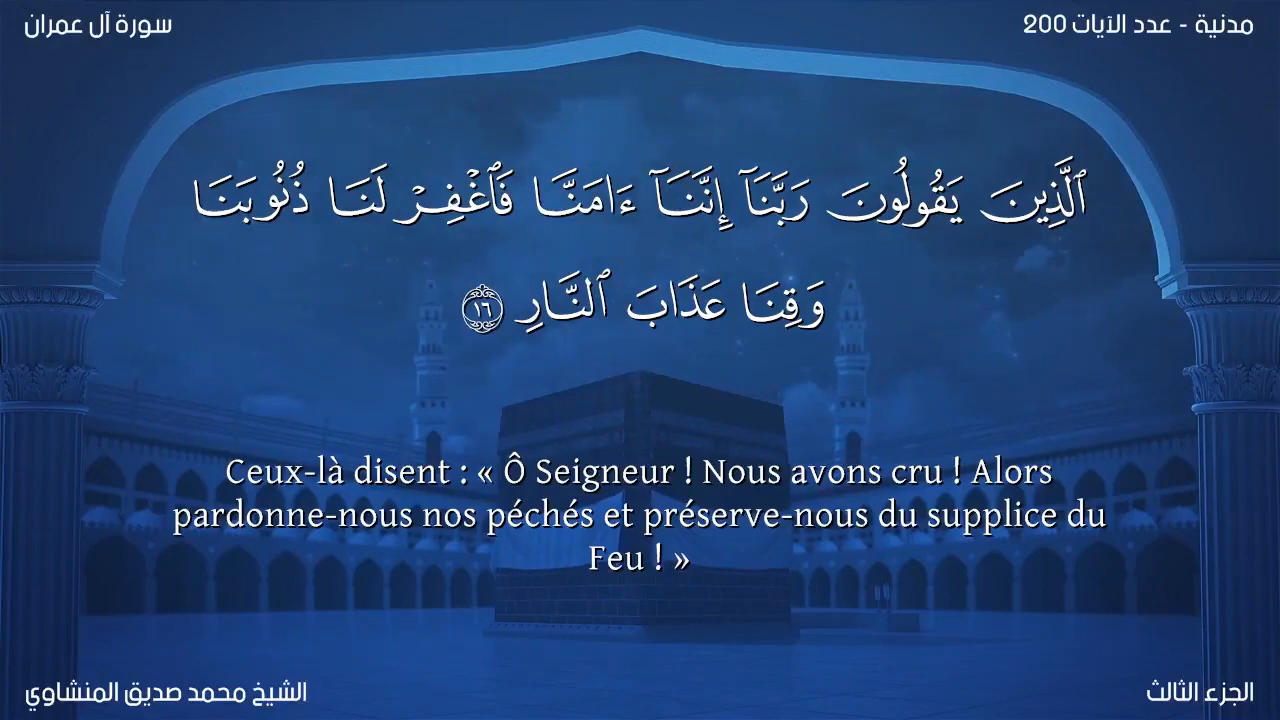 مدنية - عدد الآيات 200
سورة آل عمران
ٱلَّذِينَ يَقُولُونَ رَبَّنَآ إِنَّنَآ ءَامَنَّا فَٱغْفِرْ لَنَا ذُنُوبَنَا
وَقِنَا عَذَابَ ٱلنَّارِ ١٦
Ceux-là disent : « Ô Seigneur ! Nous avons cru ! Alors
pardonne-nous nos péchés et préserve-nous du supplice du
Feu ! »
الجزء الثالث
الشيخ محمد صديق المنشاوي